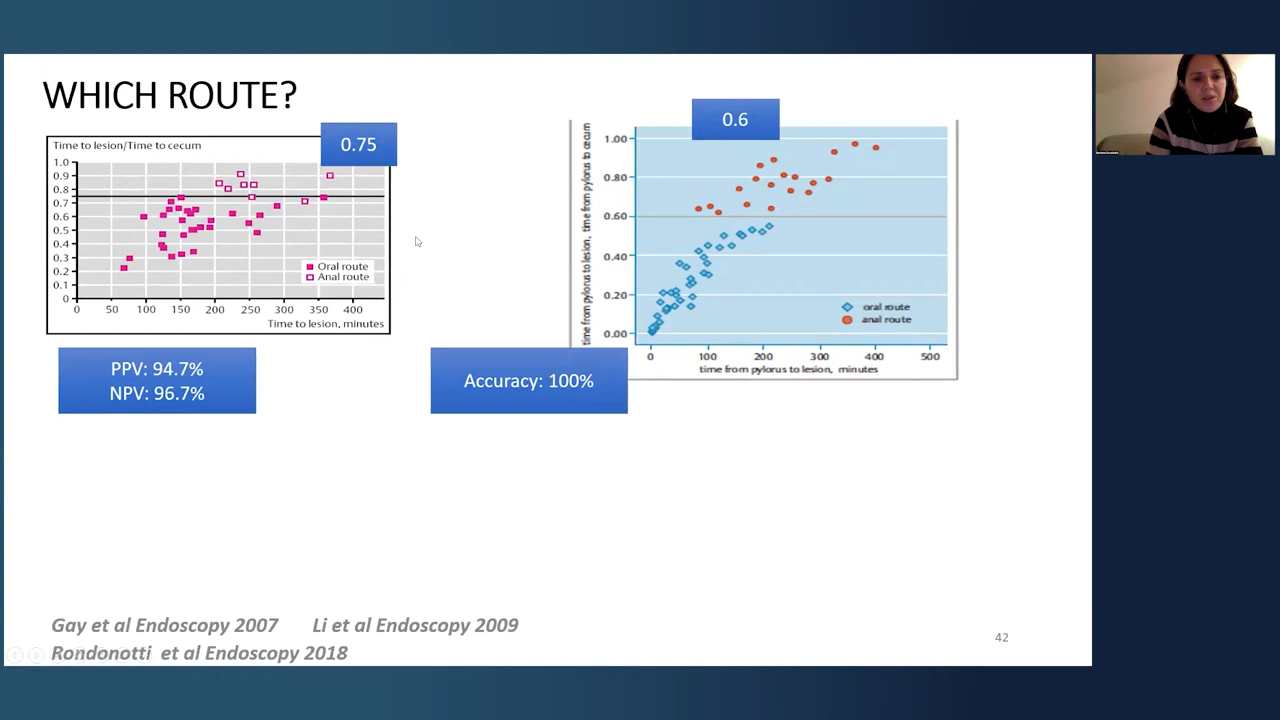 WHICH ROUTE?
0.75
Time to lesion/Time to cecum
1.0
0.9
0.8
0.7
0.6
0.5
0.4
0.3
0.2
0.1
0
0 50 100 150 200 250 300 350 400
Time to lesion, minutes
Oral route
Anal route
PPV: 94.7%
NPV: 96.7%
0.6
time from pylorus to lesion, time from pylorus to cecum
1.00
0.80
0.60
0.40
0.20
0.00
0 100 200 300 400 500
time from pylorus to lesion, minutes
oral route
anal route
Accuracy: 100%
Gay et al Endoscopy 2007 Li et al Endoscopy 2009
Rondonotti et al Endoscopy 2018
42